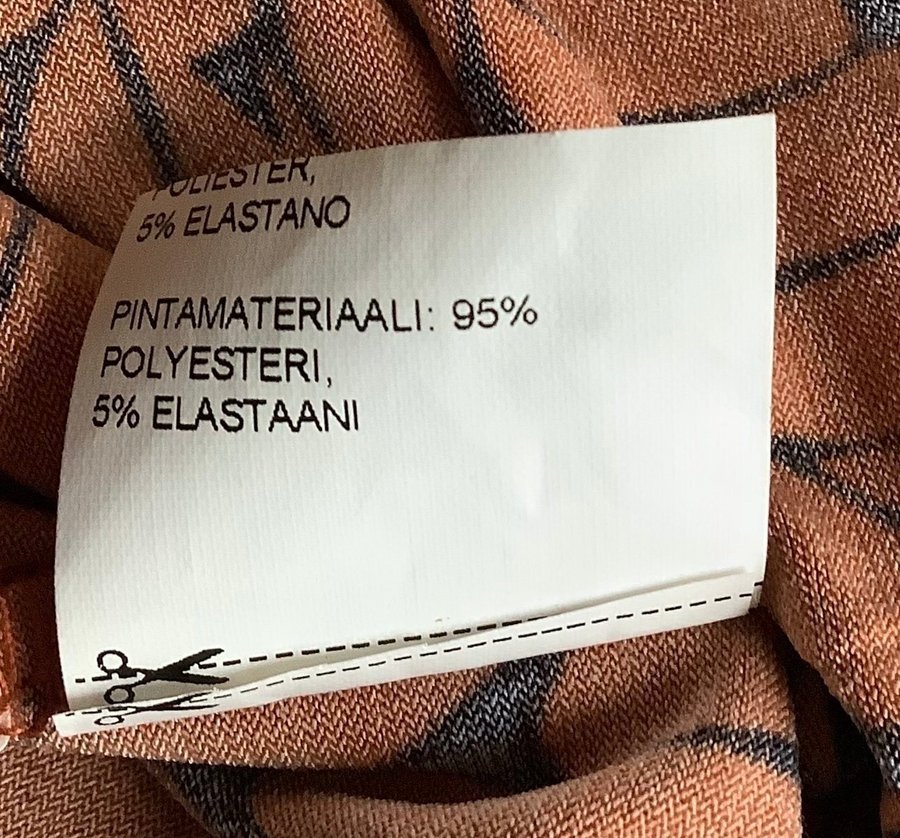 POLIESTER,
5% ELASTANO
PINTAMATERIAALI: 95%
POLYESTERI,
5% ELASTAANI